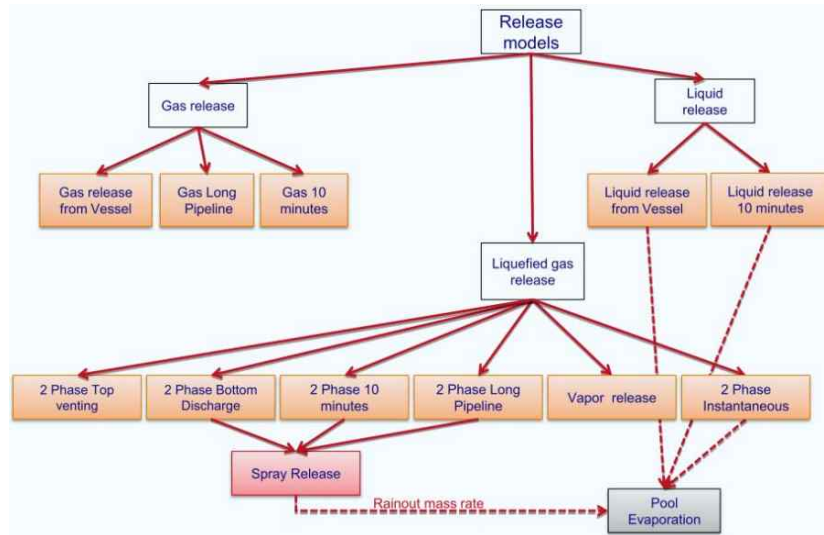 Release
models
Gas release
Liquid
release
Gas release
from Vessel
Gas Long
Pipeline
Gas 10
minutes
Liquid release
from Vessel
Liquid release
10 minutes
Liquefied gas
release
2 Phase Top
venting
2 Phase Bottom
Discharge
2 Phase 10
minutes
2 Phase Long
Pipeline
Vapor release
2 Phase
Instantaneous
Spray Release
Rainout mass rate
Pool
Evaporation